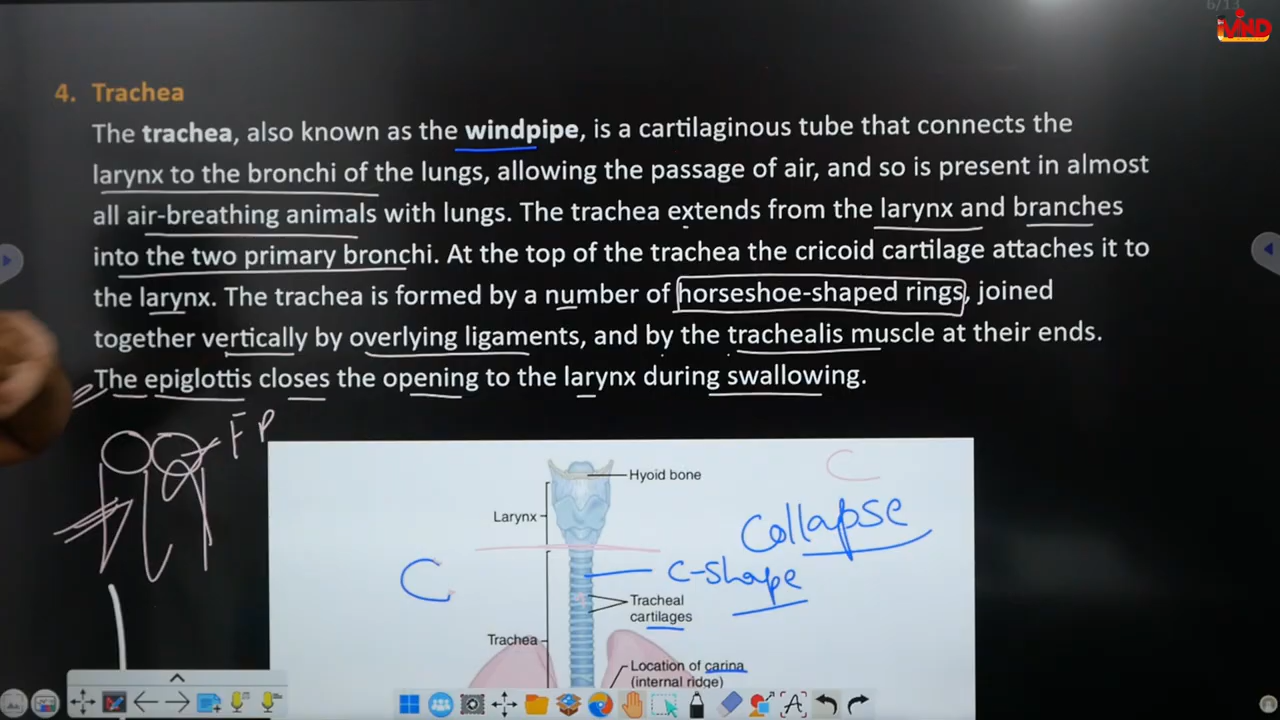 6/13
iVND
4. Trachea
The trachea, also known as the windpipe, is a cartilaginous tube that connects the
larynx to the bronchi of the lungs, allowing the passage of air, and so is present in almost
all air-breathing animals with lungs. The trachea extends from the larynx and branches
into the two primary bronchi. At the top of the trachea the cricoid cartilage attaches it to
the larynx. The trachea is formed by a number of horseshoe-shaped rings, joined
together vertically by overlying ligaments, and by the trachealis muscle at their ends.
The epiglottis closes the opening to the larynx during swallowing.
F P
Hyoid bone
C
Larynx
Collapse
C
C-shape
Tracheal
cartilages
Trachea
Location of carina
(internal ridge)